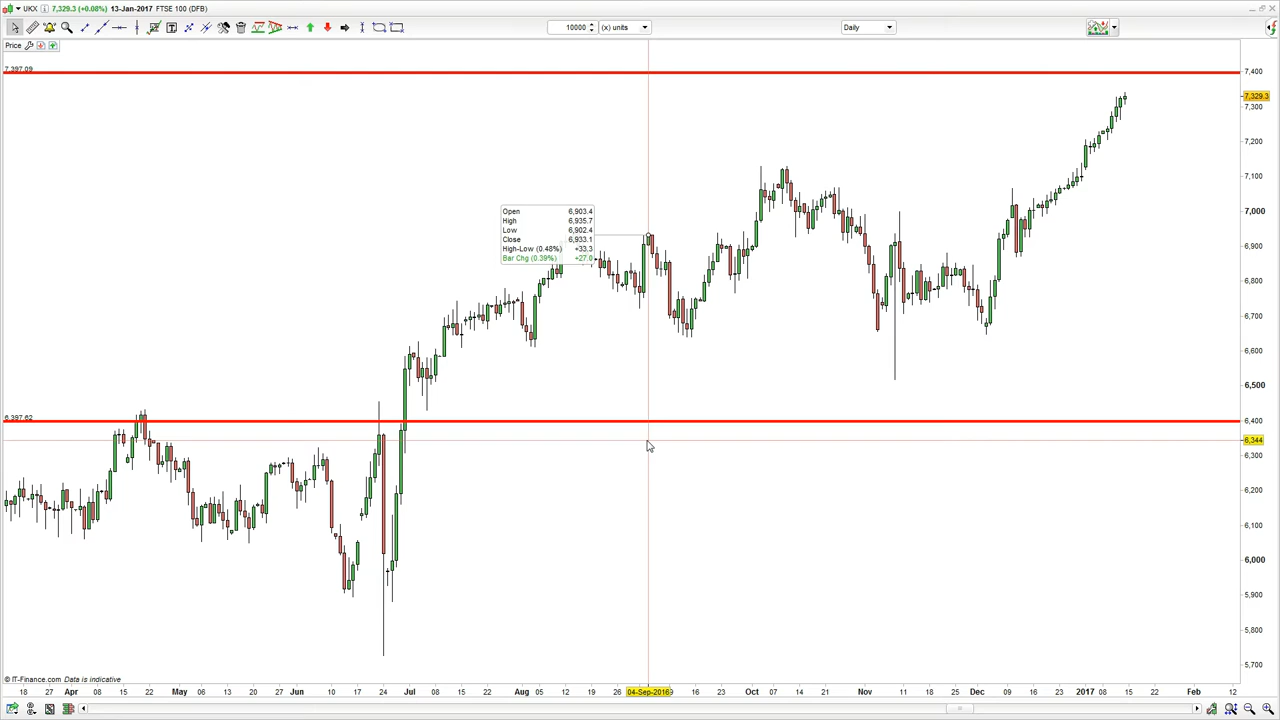 UKX 7,329.3 (+0.08%) 13-Jan-2017 FTSE 100 (DFB)
10000 (x) units Daily
Price
7,397.09
7,400
7,329.3
7,300
7,200
7,100
7,000
6,900
6,800
6,700
6,600
6,500
6,400
6,344
6,300
6,200
6,100
6,000
5,900
5,800
5,700
Open 6,903.4
High 6,935.7
Low 6,902.4
Close 6,933.1
High-Low (0.48%) +33.3
Bar Chg (0.39%) +27.0
6,397.62
© IT-Finance.com Data is indicative
27 Apr 08 22 May 06 13 20 27 Jun 10 17 24 Jul 08 15 22 Aug 05 12 19 26 04-Sep-2016 16 23 Oct 07 14 21 Nov 11 18 25 Dec 09 16 23 2017 08 15 22 Feb 12